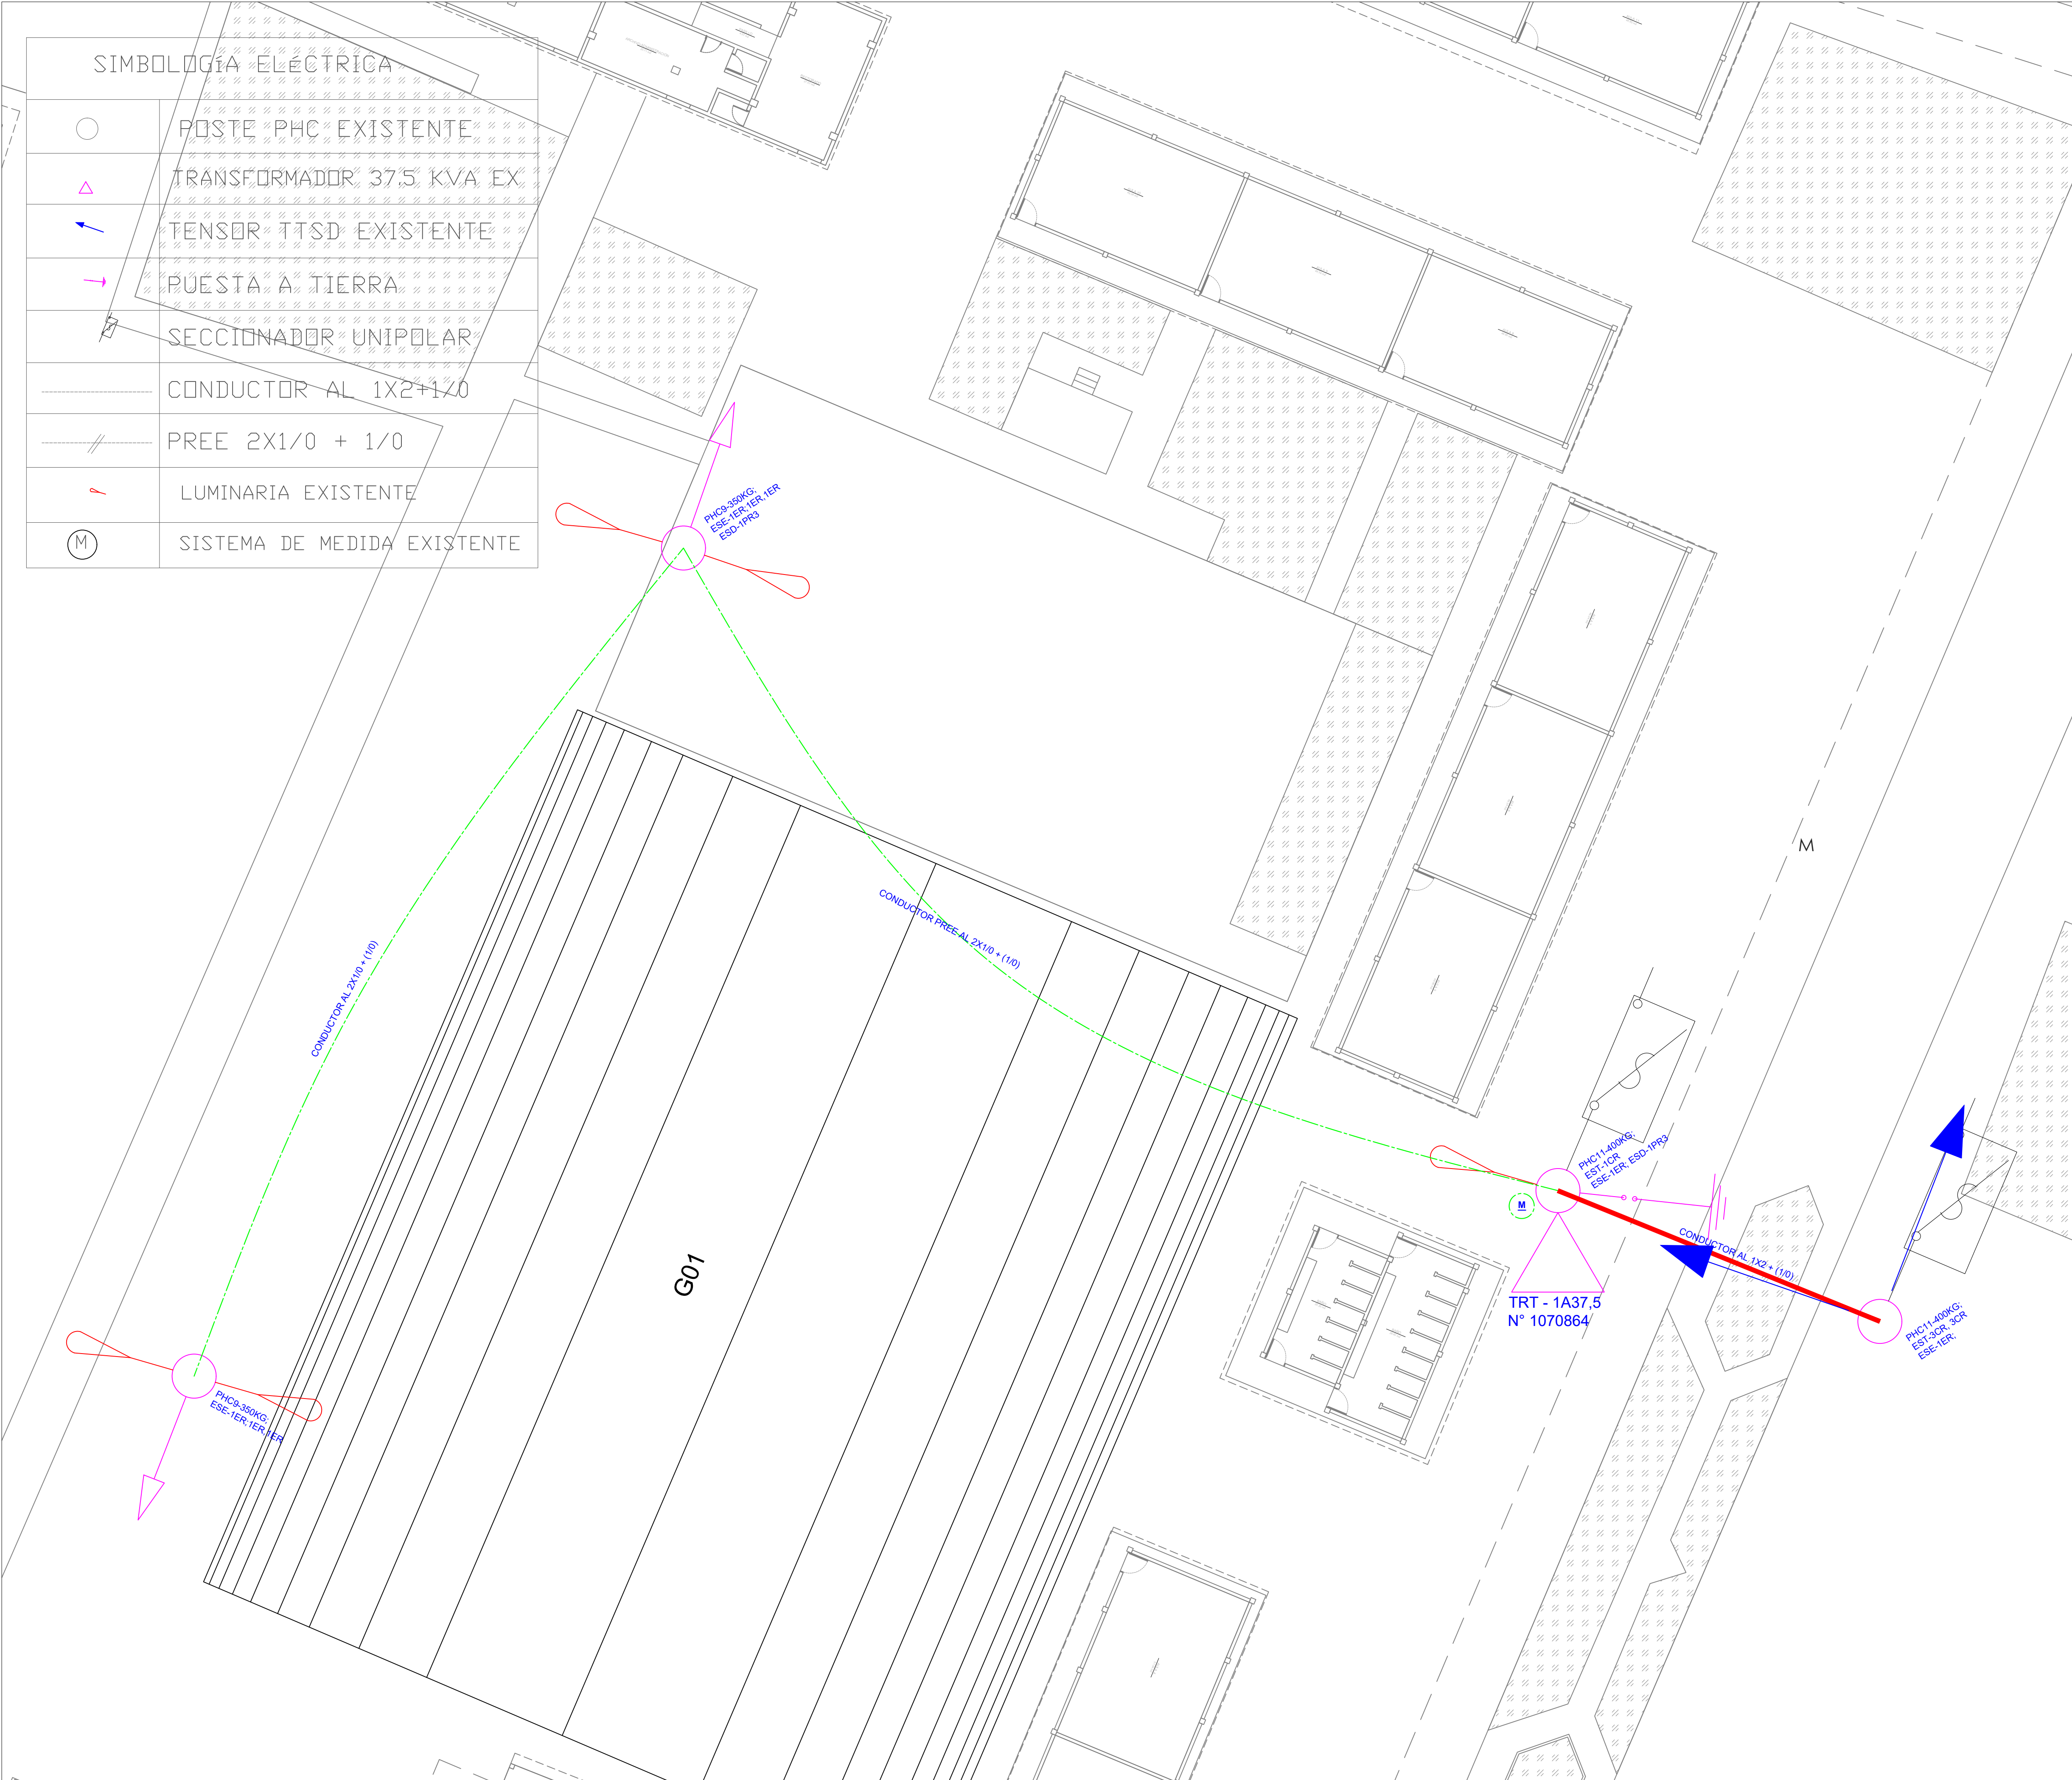 SIMBOLOGíA ELéCTRICA
POSTE PHC EXISTENTE
TRANSFORMADOR 37,5 KVA EX
TENSOR TTSD EXISTENTE
PUESTA A TIERRA
SECCIONADOR UNIPOLAR
CONDUCTOR AL 1X2+1/0
PREE 2X1/0 + 1/0
LUMINARIA EXISTENTE
M
SISTEMA DE MEDIDA EXISTENTE
PHC9-350KG;
ESE-1ER;1ER,1ER
ESD-1PR3
CONDUCTOR PREE AL 2X1/0 + (1/0)
CONDUCTOR AL 2X1/0 + (1/0)
M
PHC11-400KG;
EST-1CR
ESE-1ER, ESD-1PR3
M
CONDUCTOR AL 1X2 + (1/0)
TRT - 1A37,5
N° 1070864
PHC11-400KG;
EST-3CR, 3CR
ESE-1ER;
G01
PHC9-350KG;
ESE-1ER;1ER,1ER